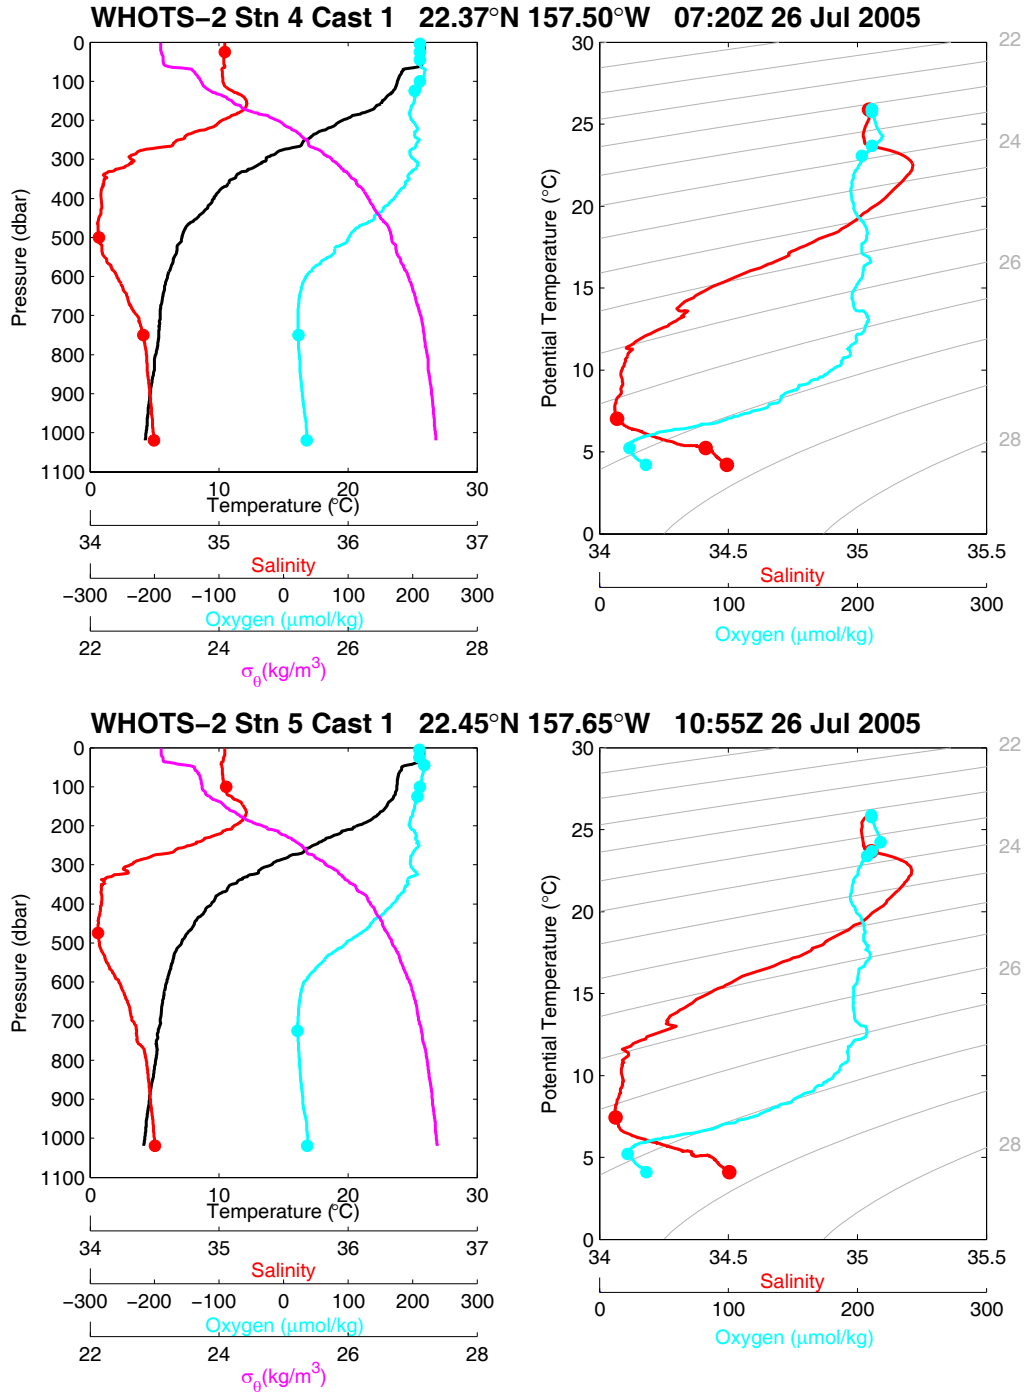 WHOTS−2 Stn 4 Cast 1 22.37°N 157.50°W 07:20Z 26 Jul 2005
0
100
200
300
400
500
600
700
800
900
1000
1100
Pressure (dbar)
0 10 20 30
Temperature (°C)
34 35 36 37
Salinity
−300 −200 −100 0 100 200 300
Oxygen (μmol/kg)
22 24 25 26 27 28
σθ(kg/m³)
30
25
20
15
10
5
0
Potential Temperature (°C)
22
24
26
28
34 34.5 35 35.5
Salinity
0 100 200 300
Oxygen (μmol/kg)
WHOTS−2 Stn 5 Cast 1 22.45°N 157.65°W 10:55Z 26 Jul 2005
0
100
200
300
400
500
600
700
800
900
1000
1100
Pressure (dbar)
0 10 20 30
Temperature (°C)
34 35 36 37
Salinity
−300 −200 −100 0 100 200 300
Oxygen (μmol/kg)
22 24 25 26 27 28
σθ(kg/m³)
30
25
20
15
10
5
0
Potential Temperature (°C)
22
24
26
28
34 34.5 35 35.5
Salinity
0 100 200 300
Oxygen (μmol/kg)